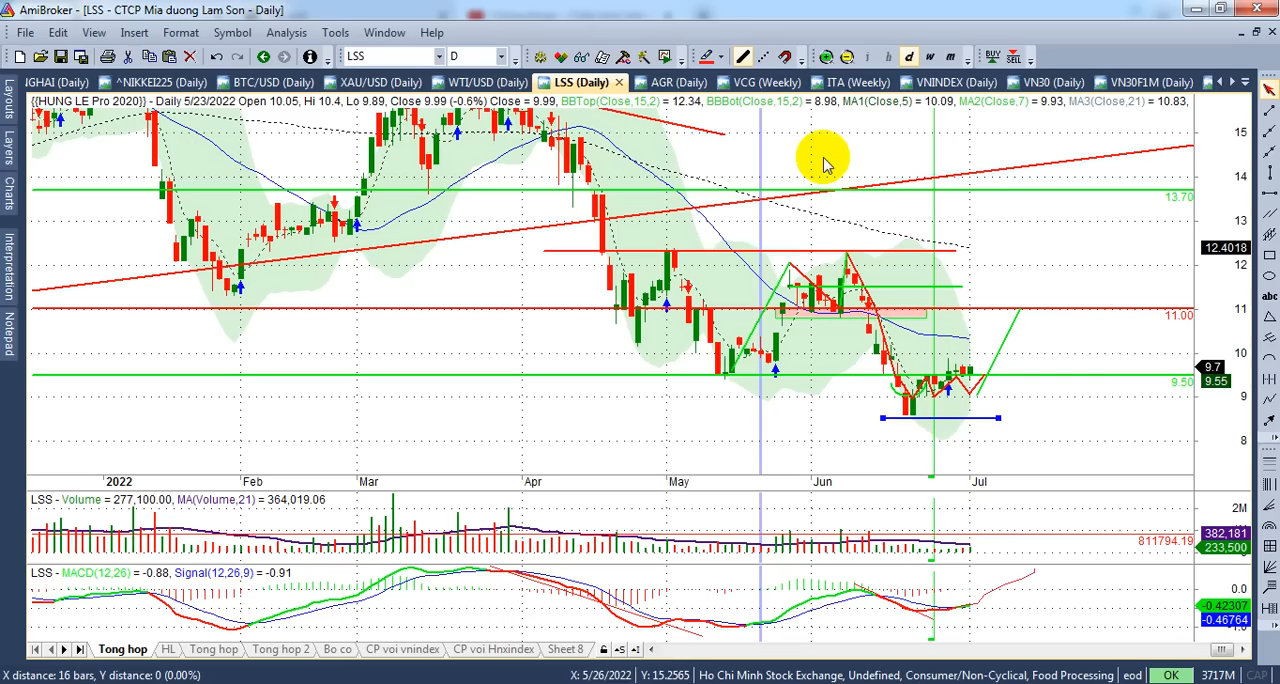 AmiBroker - [LSS - CTCP Mia duong Lam Son - Daily]
File Edit View Insert Format Symbol Analysis Tools Window Help
LSS D d w m BUY SELL
IGHAI (Daily) ^NIKKEI225 (Daily) BTC/USD (Daily) XAU/USD (Daily) WTI/USD (Daily) LSS (Daily) AGR (Daily) VCG (Weekly) ITA (Weekly) VNINDEX (Daily) VN30 (Daily) VN30F1M (Daily)
Layouts
Layers
Charts
Interpretation
Notepad
{{HUNG LE Pro 2020}} - Daily 5/23/2022 Open 10.05, Hi 10.4, Lo 9.89, Close 9.99 (-0.6%) Close = 9.99, BBTop(Close,15,2) = 12.34, BBBot(Close,15,2) = 8.98, MA1(Close,5) = 10.09, MA2(Close,7) = 9.93, MA3(Close,21) = 10.83,
15
14
13.70
13
12.4018
12
11
11.00
10
9.7
9.55
9.50
9
8
2022 Feb Mar Apr May Jun Jul
LSS - Volume = 277,100.00, MA(Volume,21) = 364,019.06
2M
382,181
811794.19
233,500
LSS - MACD(12,26) = -0.88, Signal(12,26,9) = -0.91
0.0
-0.42307
-0.46764
Tong hop HL Tong hop Tong hop 2 Bo co CP voi vnindex CP voi Hnxindex Sheet 8
X distance: 16 bars, Y distance: 0 (0.00%) X: 5/26/2022 Y: 15.2565 Ho Chi Minh Stock Exchange, Undefined, Consumer/Non-Cyclical, Food Processing eod OK 3717M CAP